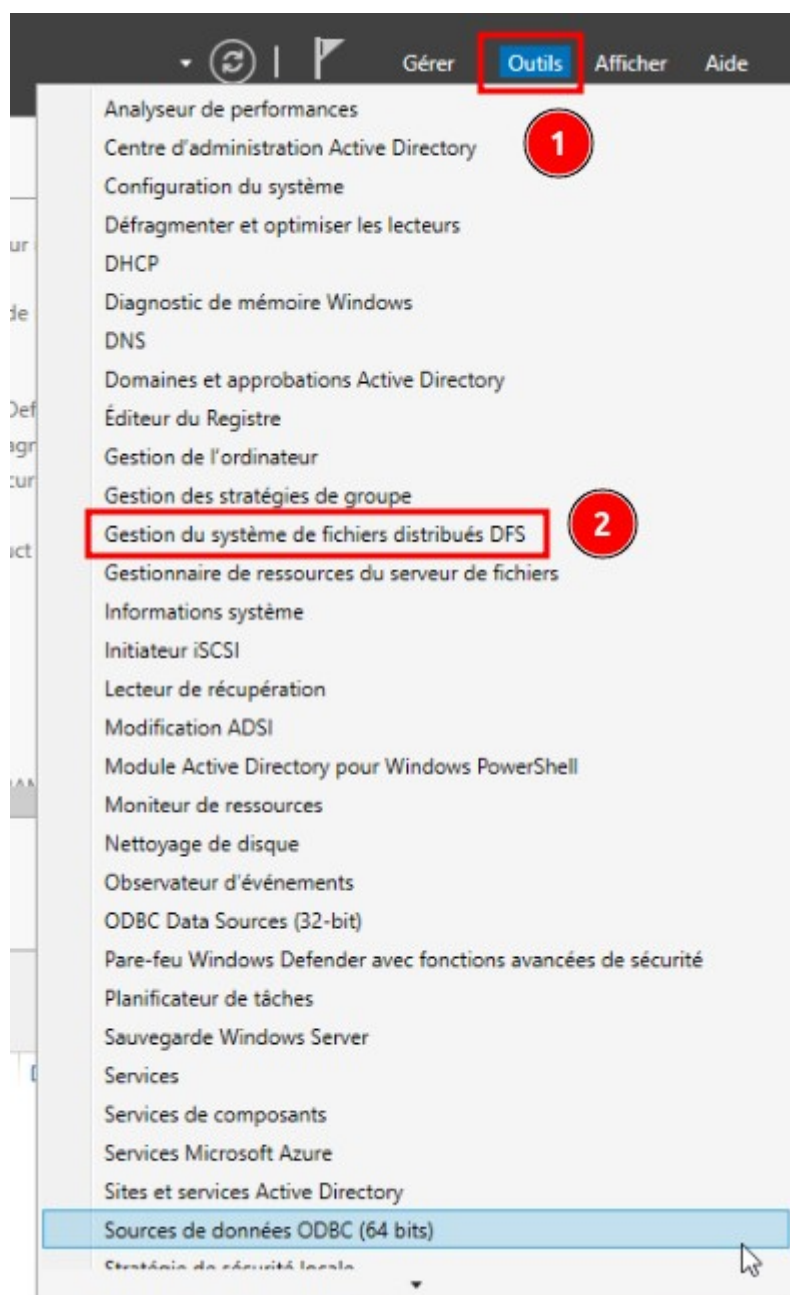 Gérer Outils Afficher Aide
1
Analyseur de performances
Centre d'administration Active Directory
Configuration du système
Défragmenter et optimiser les lecteurs
DHCP
Diagnostic de mémoire Windows
DNS
Domaines et approbations Active Directory
Éditeur du Registre
Gestion de l'ordinateur
Gestion des stratégies de groupe
Gestion du système de fichiers distribués DFS
2
Gestionnaire de ressources du serveur de fichiers
Informations système
Initiateur iSCSI
Lecteur de récupération
Modification ADSI
Module Active Directory pour Windows PowerShell
Moniteur de ressources
Nettoyage de disque
Observateur d'événements
ODBC Data Sources (32-bit)
Pare-feu Windows Defender avec fonctions avancées de sécurité
Planificateur de tâches
Sauvegarde Windows Server
Services
Services de composants
Services Microsoft Azure
Sites et services Active Directory
Sources de données ODBC (64 bits)
Stratégie de sécurité locale